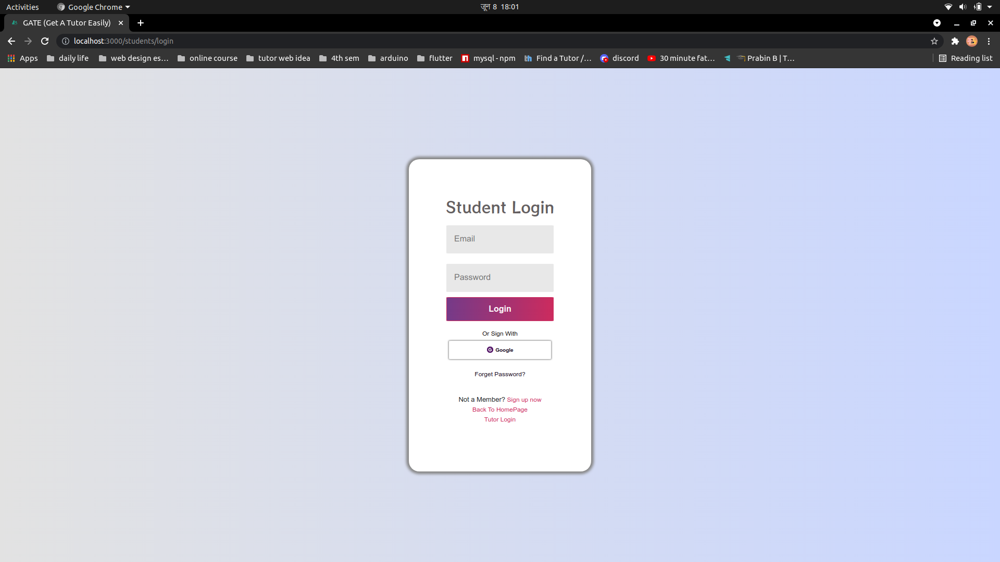 Activities Google Chrome जून 8 18:01
GATE (Get A Tutor Easily)
localhost:3000/students/login
Apps daily life web design es... online course tutor web idea 4th sem arduino flutter mysql - npm Find a Tutor /... discord 30 minute fat... Prabin B | T... Reading list
Student Login
Email
Password
Login
Or Sign With
G Google
Forget Password?
Not a Member? Sign up now
Back To HomePage
Tutor Login